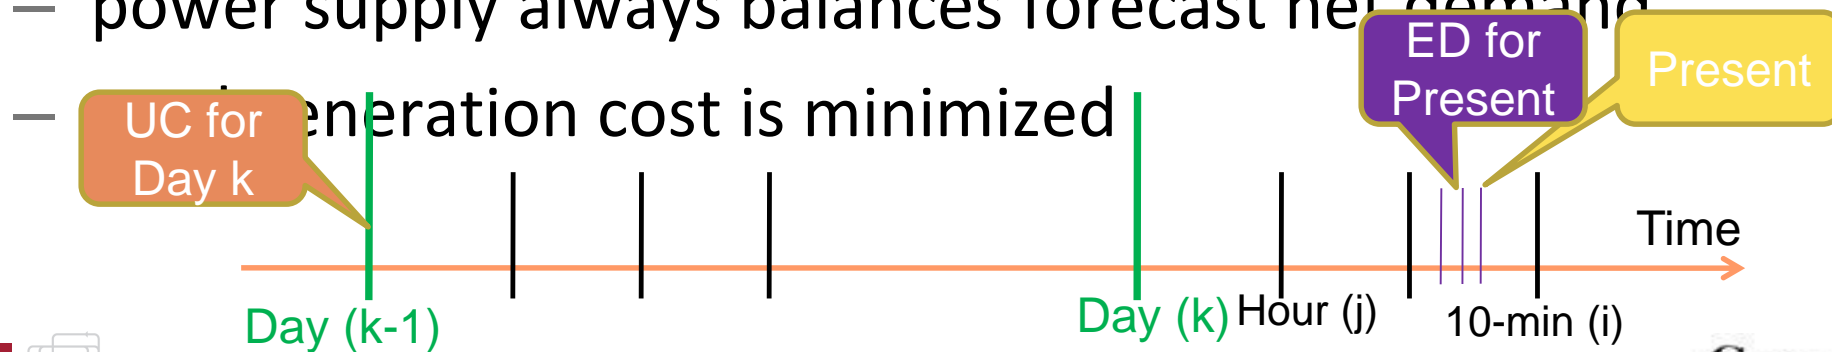 — power supply always balances forecast net demand
— generation cost is minimized
UC for
Day k
ED for
Present
Present
Time
Day (k-1)
Day (k)
Hour (j)
10-min (i)